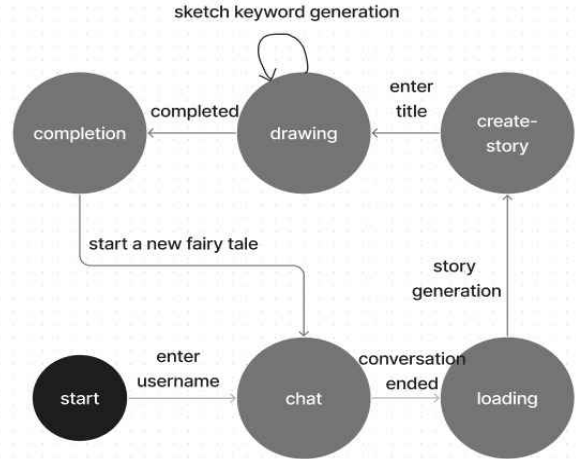 sketch keyword generation
completion
completed
drawing
enter
title
create-
story
start a new fairy tale
story
generation
start
enter
username
chat
conversation
ended
loading